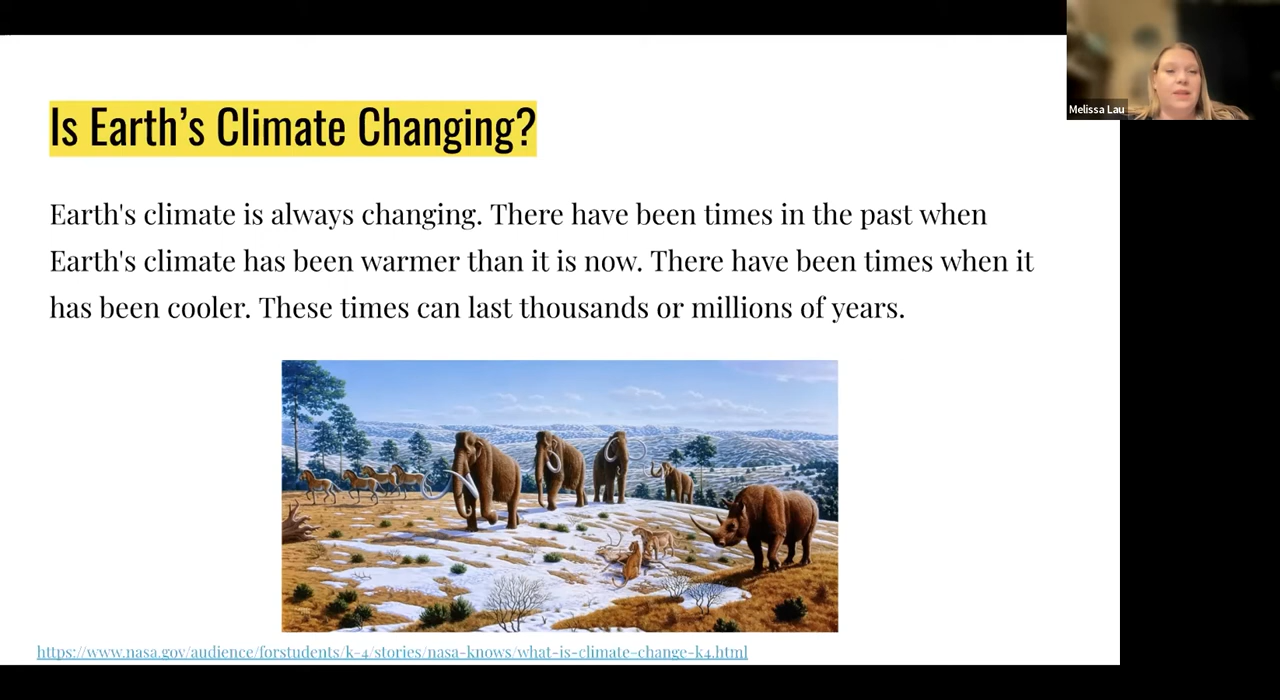 Is Earth's Climate Changing?
Earth's climate is always changing. There have been times in the past when
Earth's climate has been warmer than it is now. There have been times when it
has been cooler. These times can last thousands or millions of years.
https://www.nasa.gov/audience/forstudents/k-4/stories/nasa-knows/what-is-climate-change-k4.html
Melissa Lau